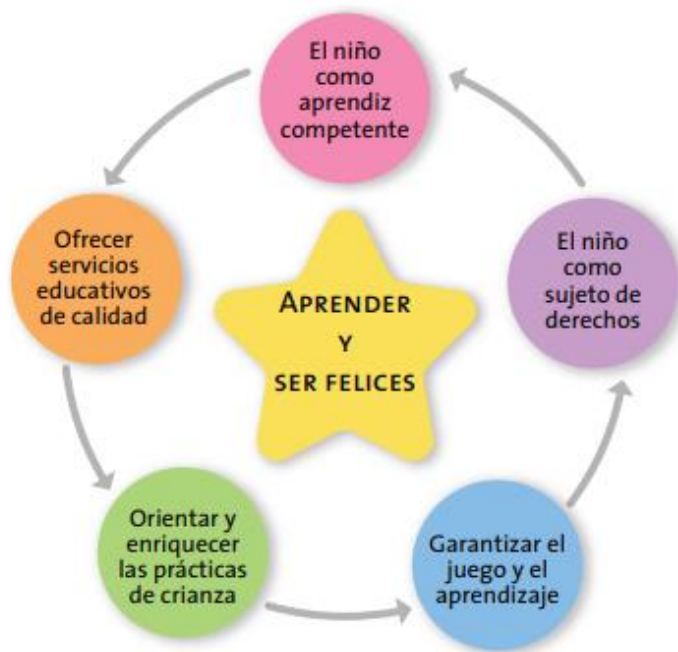 El niño
como
aprendiz
competente
Ofrecer
servicios
educativos
de calidad
APRENDER
Y
SER FELICES
El niño
como
sujeto de
derechos
Orientar y
enriquecer
las prácticas
de crianza
Garantizar el
juego y el
aprendizaje